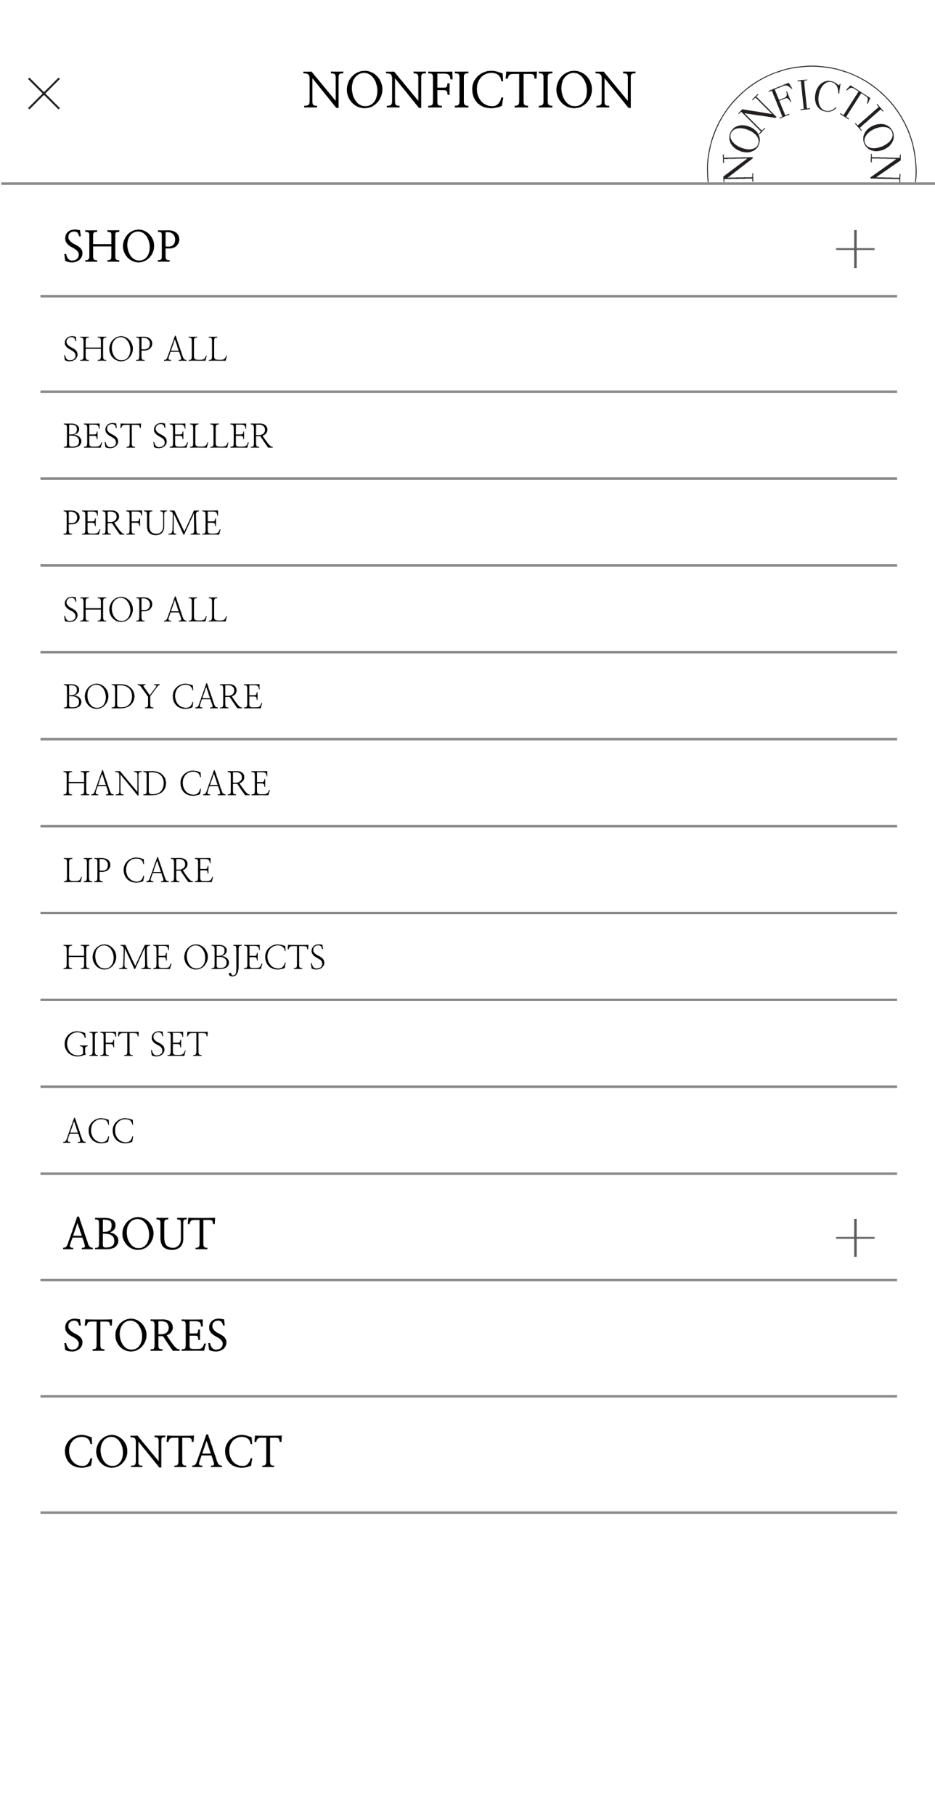 NONFICTION
NONFICTION
SHOP
SHOP ALL
BEST SELLER
PERFUME
SHOP ALL
BODY CARE
HAND CARE
LIP CARE
HOME OBJECTS
GIFT SET
ACC
ABOUT
STORES
CONTACT